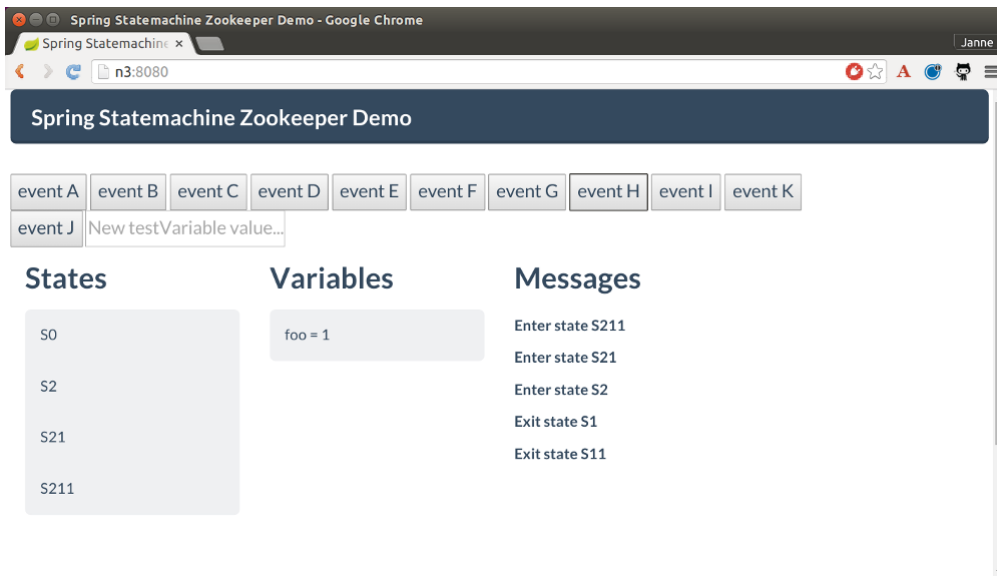 Spring Statemachine Zookeeper Demo - Google Chrome
Spring Statemachine ×
Janne
n3:8080
A
Spring Statemachine Zookeeper Demo
event A event B event C event D event E event F event G event H event I event K
event J New testVariable value...
States Variables Messages
S0 foo = 1 Enter state S211
Enter state S21
S2 Enter state S2
Exit state S1
S21
Exit state S11
S211